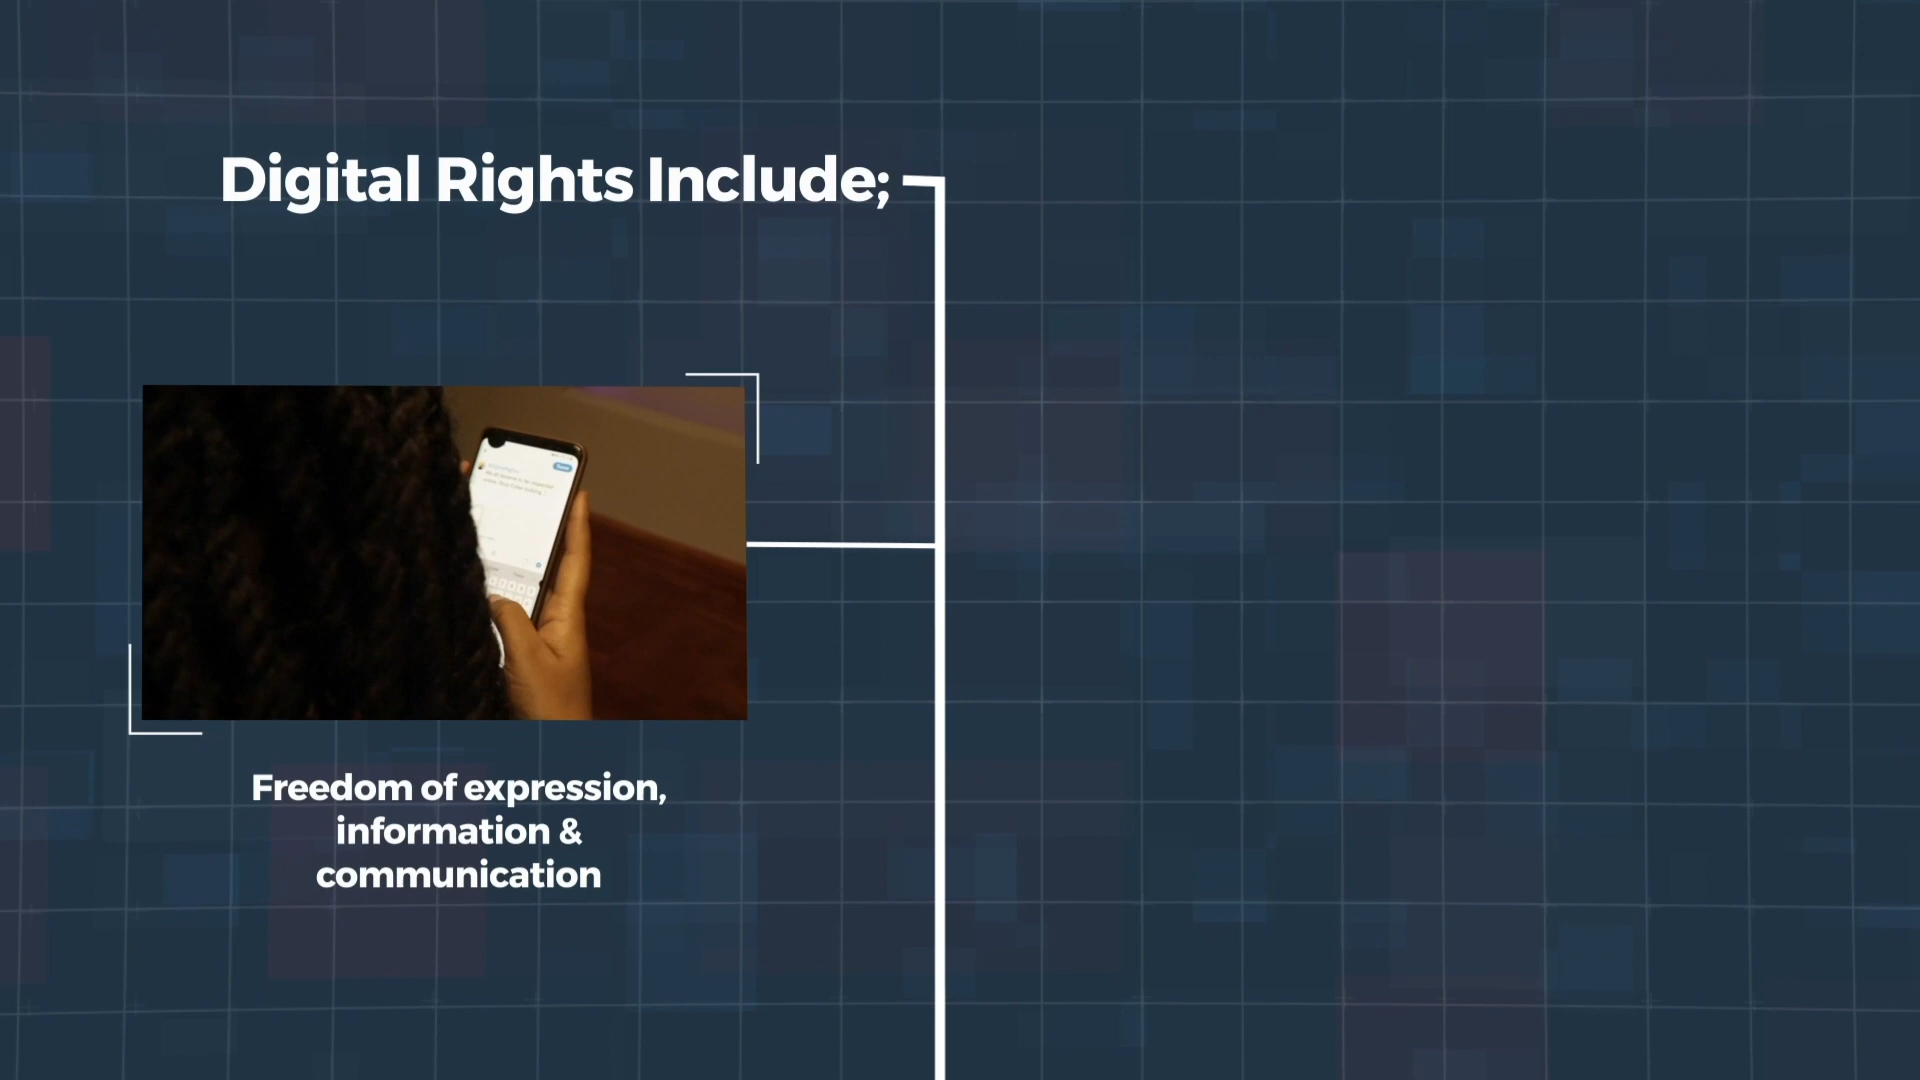 Digital Rights Include;
Freedom of expression,
information &
communication